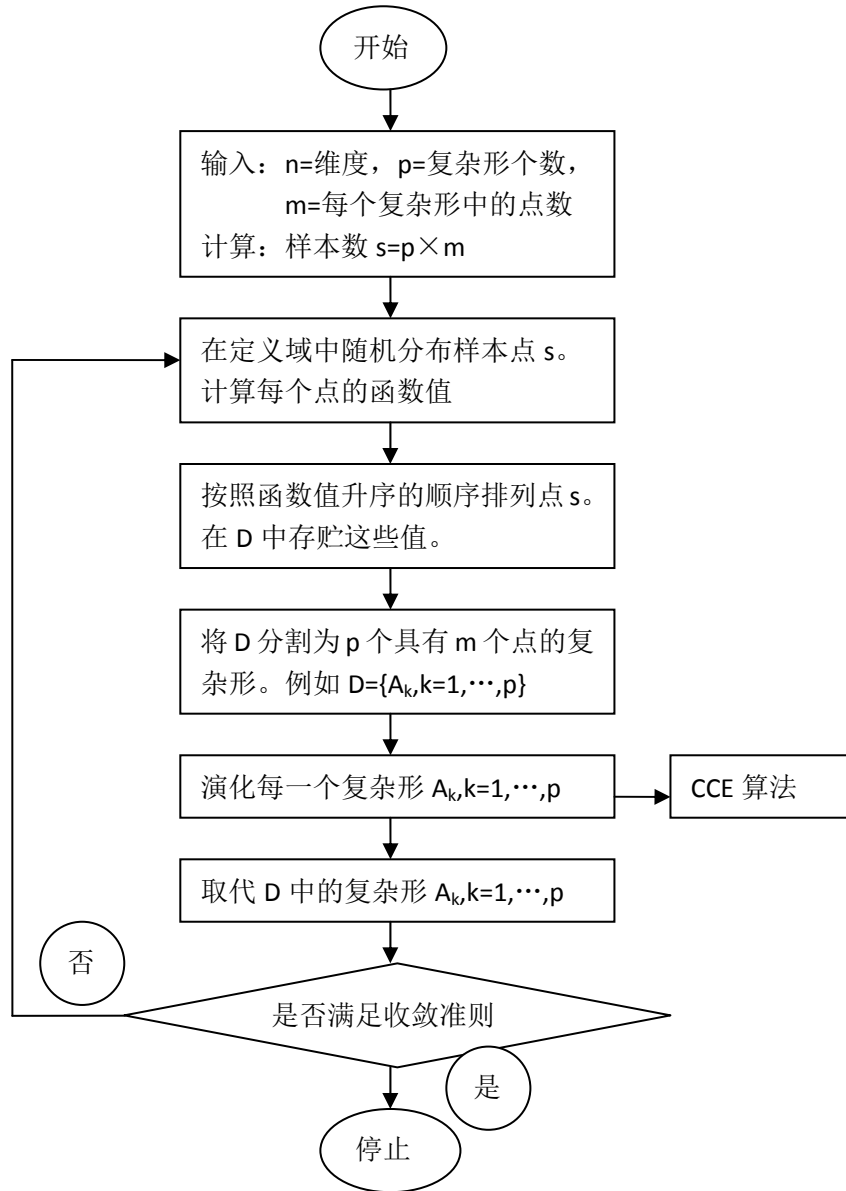 开始
输入：n=维度，p=复杂形个数，
m=每个复杂形中的点数
计算：样本数 s=p×m
在定义域中随机分布样本点 s。
计算每个点的函数值
按照函数值升序的顺序排列点 s。
在 D 中存贮这些值。
将 D 分割为 p 个具有 m 个点的复
杂形。例如 D={Ak,k=1,⋯,p}
演化每一个复杂形 Ak,k=1,⋯,p
CCE 算法
取代 D 中的复杂形 Ak,k=1,⋯,p
否
是否满足收敛准则
是
停止